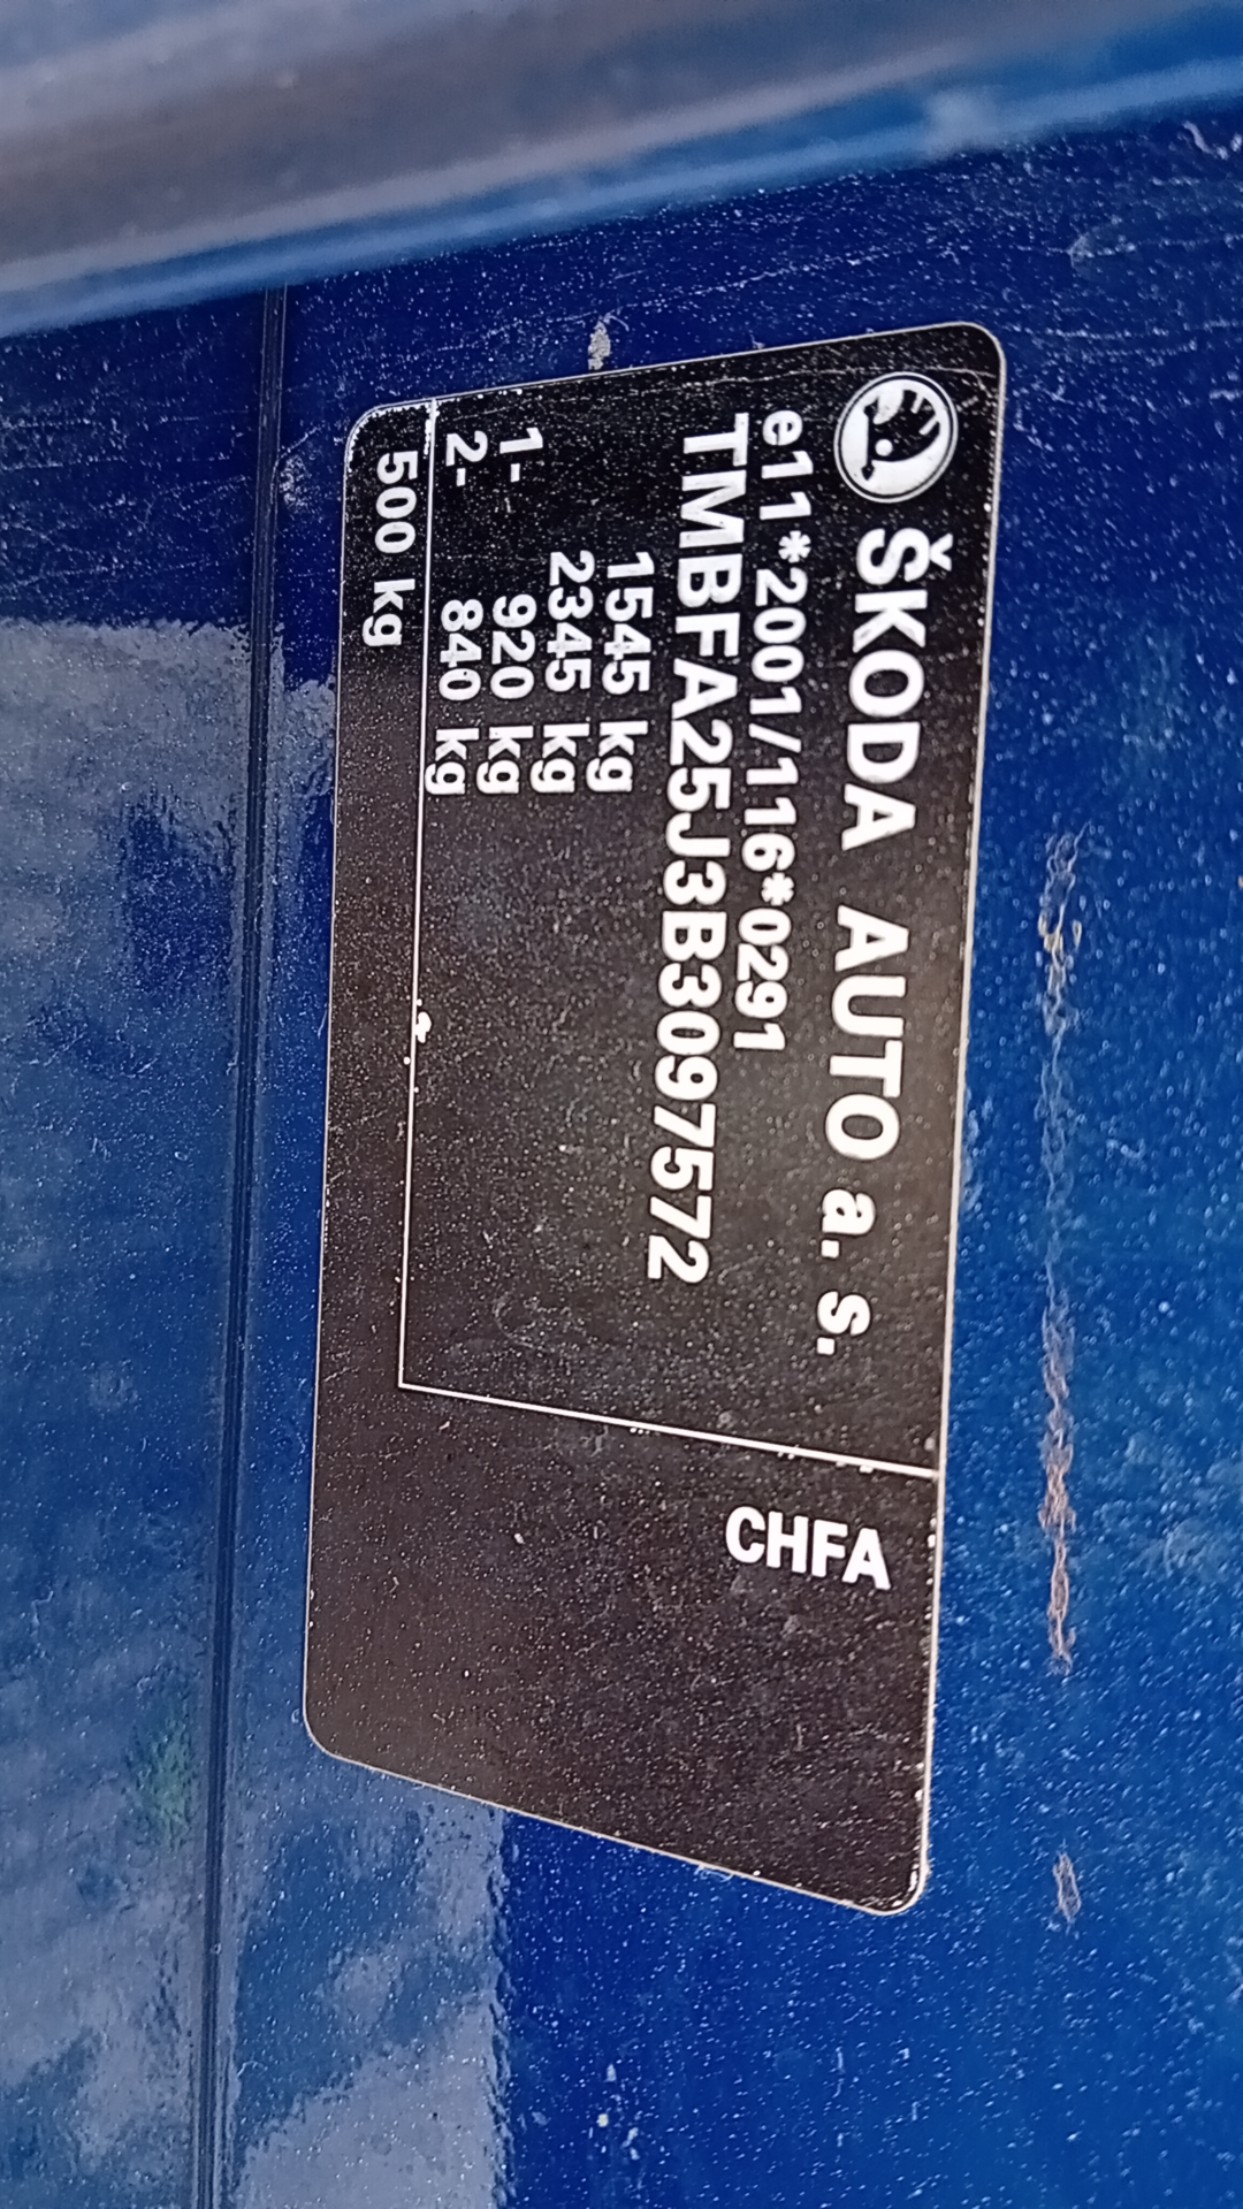 ŠKODA AUTO a. s.
e11*2001/116*0291
TMBFA25J3B3097572
1545 kg
2345 kg
1- 920 kg
2- 840 kg
500 kg
CHFA